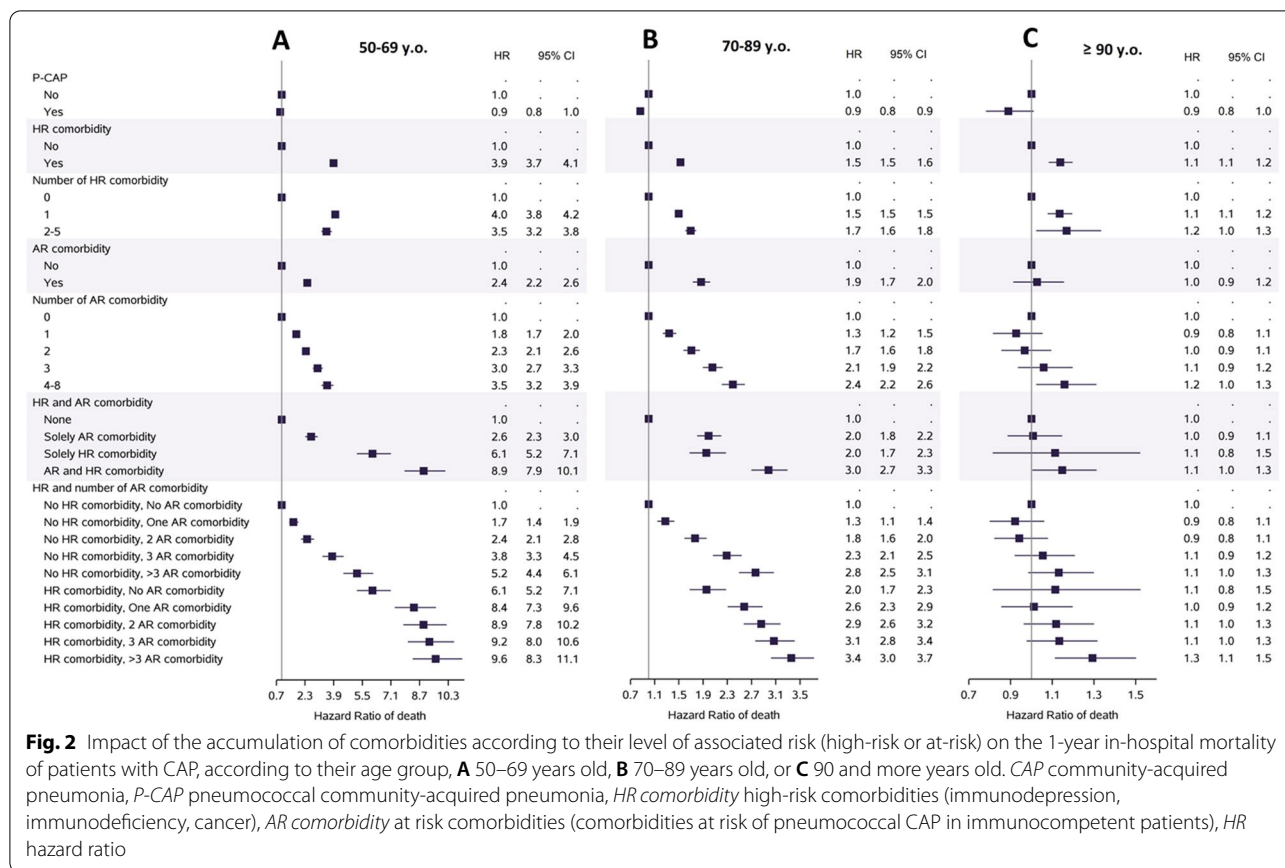 A 50-69 y.o. HR 95% CI B 70-89 y.o. HR 95% CI C ≥ 90 y.o. HR 95% CI
P-CAP . . . . . . . . .
No 1.0 . . 1.0 . . 1.0 . .
Yes 0.9 0.8 1.0 0.9 0.8 0.9 0.9 0.8 1.0
HR comorbidity . . . . . . . . .
No 1.0 . . 1.0 . . 1.0 . .
Yes 3.9 3.7 4.1 1.5 1.5 1.6 1.1 1.1 1.2
Number of HR comorbidity . . . . . . . . .
0 1.0 . . 1.0 . . 1.0 . .
1 4.0 3.8 4.2 1.5 1.5 1.5 1.1 1.1 1.2
2-5 3.5 3.2 3.8 1.7 1.6 1.8 1.2 1.0 1.3
AR comorbidity . . . . . . . . .
No 1.0 . . 1.0 . . 1.0 . .
Yes 2.4 2.2 2.6 1.9 1.7 2.0 1.0 0.9 1.2
Number of AR comorbidity . . . . . . . . .
0 1.0 . . 1.0 . . 1.0 . .
1 1.8 1.7 2.0 1.3 1.2 1.5 0.9 0.8 1.1
2 2.3 2.1 2.6 1.7 1.6 1.8 1.0 0.9 1.1
3 3.0 2.7 3.3 2.1 1.9 2.2 1.1 0.9 1.2
4-8 3.5 3.2 3.9 2.4 2.2 2.6 1.2 1.0 1.3
HR and AR comorbidity . . . . . . . . .
None 1.0 . . 1.0 . . 1.0 . .
Solely AR comorbidity 2.6 2.3 3.0 2.0 1.8 2.2 1.0 0.9 1.1
Solely HR comorbidity 6.1 5.2 7.1 2.0 1.7 2.3 1.1 0.8 1.5
AR and HR comorbidity 8.9 7.9 10.1 3.0 2.7 3.3 1.1 1.0 1.3
HR and number of AR comorbidity . . . . . . . . .
No HR comorbidity, No AR comorbidity 1.0 . . 1.0 . . 1.0 . .
No HR comorbidity, One AR comorbidity 1.7 1.4 1.9 1.3 1.1 1.4 0.9 0.8 1.1
No HR comorbidity, 2 AR comorbidity 2.4 2.1 2.8 1.8 1.6 2.0 0.9 0.8 1.1
No HR comorbidity, 3 AR comorbidity 3.8 3.3 4.5 2.3 2.1 2.5 1.1 0.9 1.2
No HR comorbidity, >3 AR comorbidity 5.2 4.4 6.1 2.8 2.5 3.1 1.1 1.0 1.3
HR comorbidity, No AR comorbidity 6.1 5.2 7.1 2.0 1.7 2.3 1.1 0.8 1.5
HR comorbidity, One AR comorbidity 8.4 7.3 9.6 2.6 2.3 2.9 1.0 0.9 1.2
HR comorbidity, 2 AR comorbidity 8.9 7.8 10.2 2.9 2.6 3.2 1.1 1.0 1.3
HR comorbidity, 3 AR comorbidity 9.2 8.0 10.6 3.1 2.8 3.4 1.1 1.0 1.3
HR comorbidity, >3 AR comorbidity 9.6 8.3 11.1 3.4 3.0 3.7 1.3 1.1 1.5
0.7 2.3 3.9 5.5 7.1 8.7 10.3 0.7 1.1 1.5 1.9 2.3 2.7 3.1 3.5 0.7 0.9 1.1 1.3 1.5
Hazard Ratio of death Hazard Ratio of death Hazard Ratio of death
Fig. 2 Impact of the accumulation of comorbidities according to their level of associated risk (high-risk or at-risk) on the 1-year in-hospital mortality
of patients with CAP, according to their age group, A 50–69 years old, B 70–89 years old, or C 90 and more years old. CAP community-acquired
pneumonia, P-CAP pneumococcal community-acquired pneumonia, HR comorbidity high-risk comorbidities (immunodepression,
immunodeficiency, cancer), AR comorbidity at risk comorbidities (comorbidities at risk of pneumococcal CAP in immunocompetent patients), HR
hazard ratio